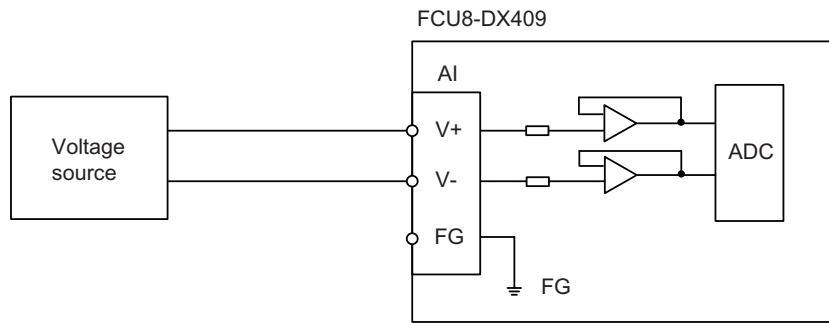 FCU8-DX409
AI
Voltage
source
V+
V-
FG
ADC
FG